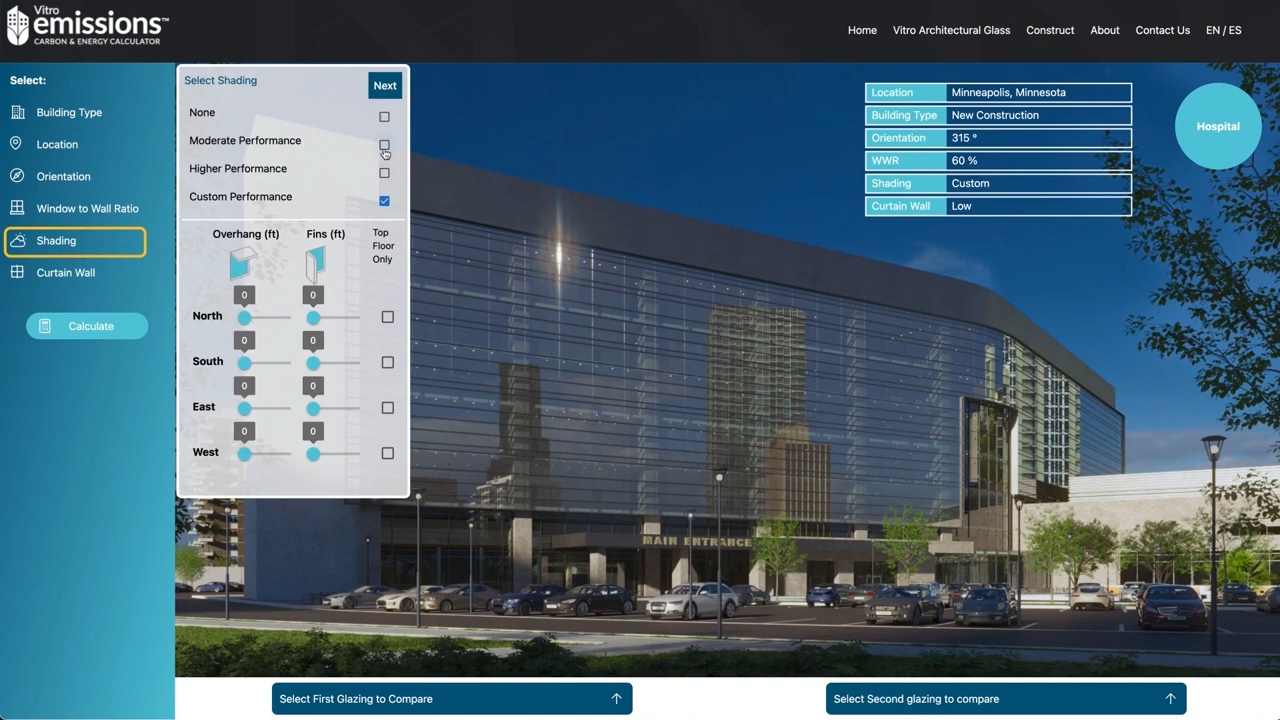 Vitro
emissions™
CARBON & ENERGY CALCULATOR
Home
Vitro Architectural Glass
Construct
About
Contact Us
EN / ES
Select:
Building Type
Location
Orientation
Window to Wall Ratio
Shading
Curtain Wall
Calculate
Select Shading
Next
None
Moderate Performance
Higher Performance
Custom Performance
Overhang (ft)
Fins (ft)
Top
Floor
Only
0
0
North
0
0
South
0
0
East
0
0
West
Location
Minneapolis, Minnesota
Building Type
New Construction
Orientation
315 °
WWR
60 %
Shading
Custom
Curtain Wall
Low
Hospital
MAIN ENTRANCE
Select First Glazing to Compare
Select Second glazing to compare